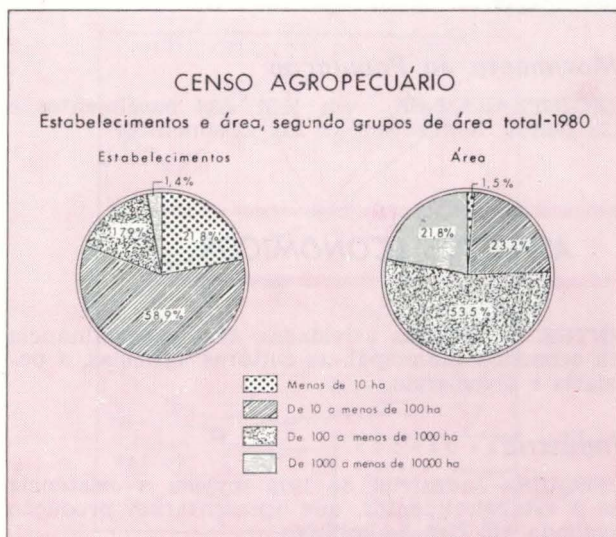 CENSO AGROPECUÁRIO
Estabelecimentos e área, segundo grupos de área total-1980
Estabelecimentos
1,4%
17,9%
21,8%
58,9%
Área
1,5%
21,8%
23,2%
53,5%
Menos de 10 ha
De 10 a menos de 100 ha
De 100 a menos de 1000 ha
De 1000 a menos de 10000 ha